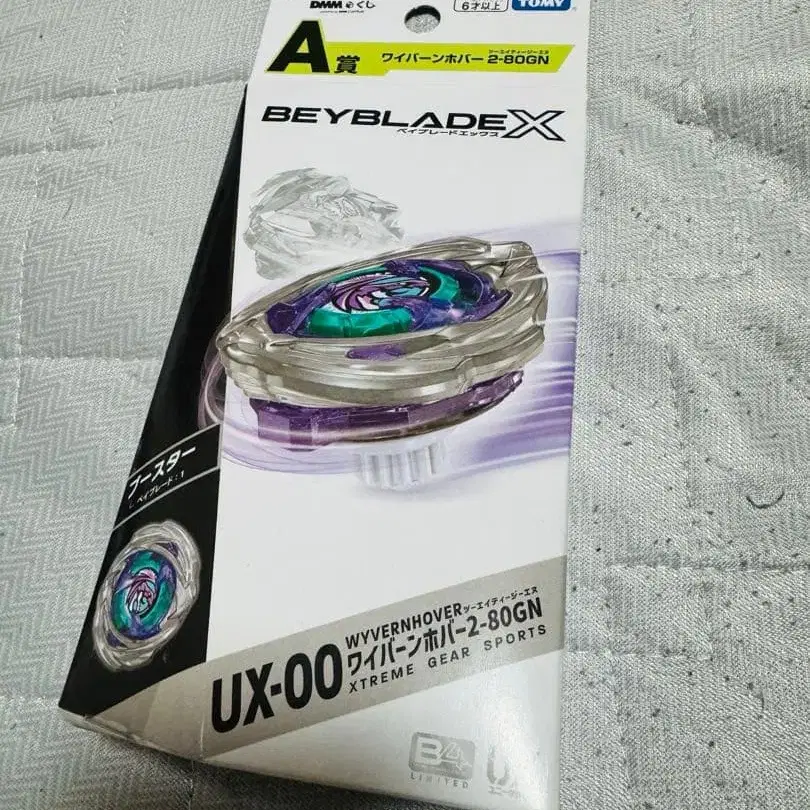 DMMのくじ
6才以上
TOMY
A賞
ツーエイティージーエヌ
ワイバーンホバー 2-80GN
BEYBLADE X
ベイブレードエックス
ブースター
ベイブレード:1
WYVERNHOVER ツーエイティージーエヌ
UX-00 ワイバーンホバー2-80GN
XTREME GEAR SPORTS
B4
LIMITED